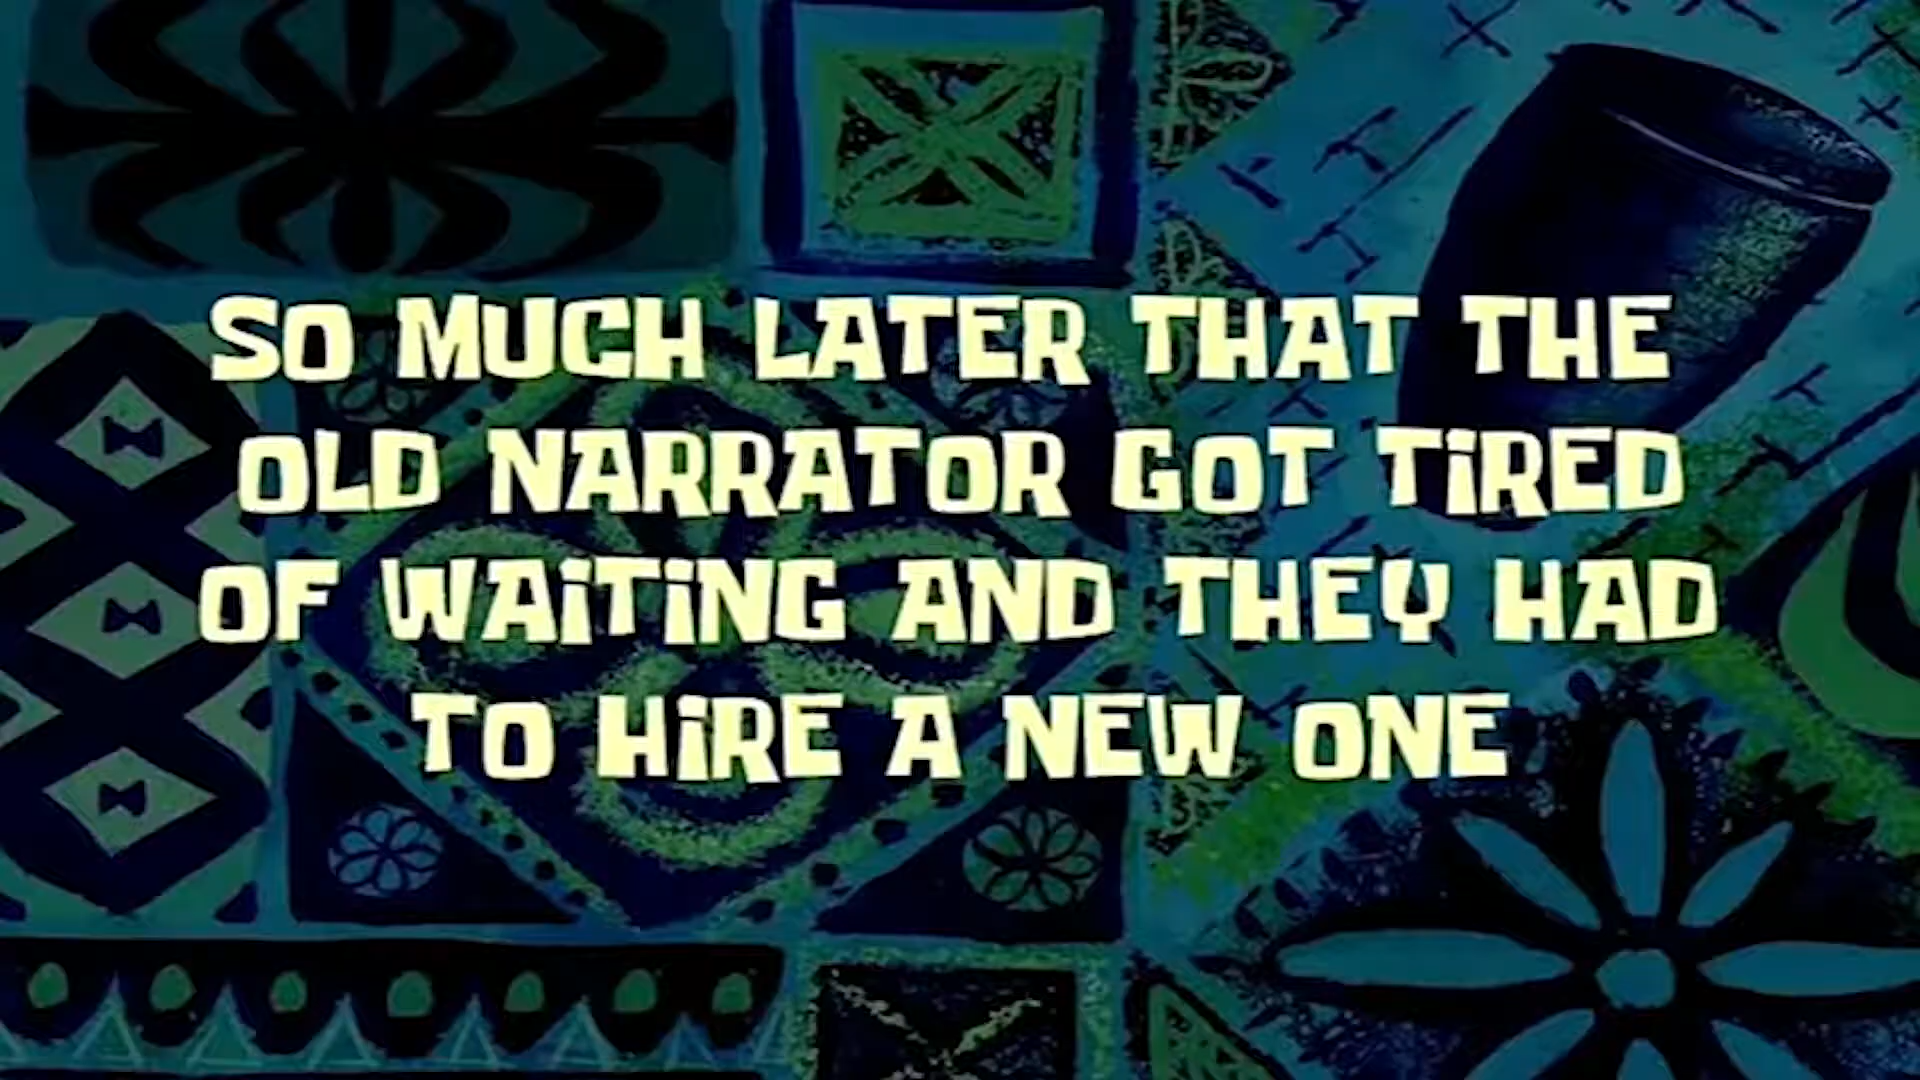 SO MUCH LATER THAT THE
OLD NARRATOR GOT TIRED
OF WAITING AND THEY HAD
TO HIRE A NEW ONE